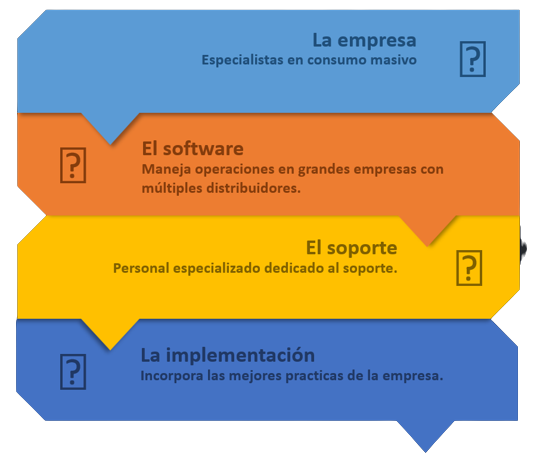 La empresa
Especialistas en consumo masivo
El software
Maneja operaciones en grandes empresas con
múltiples distribuidores.
El soporte
Personal especializado dedicado al soporte.
La implementación
Incorpora las mejores practicas de la empresa.